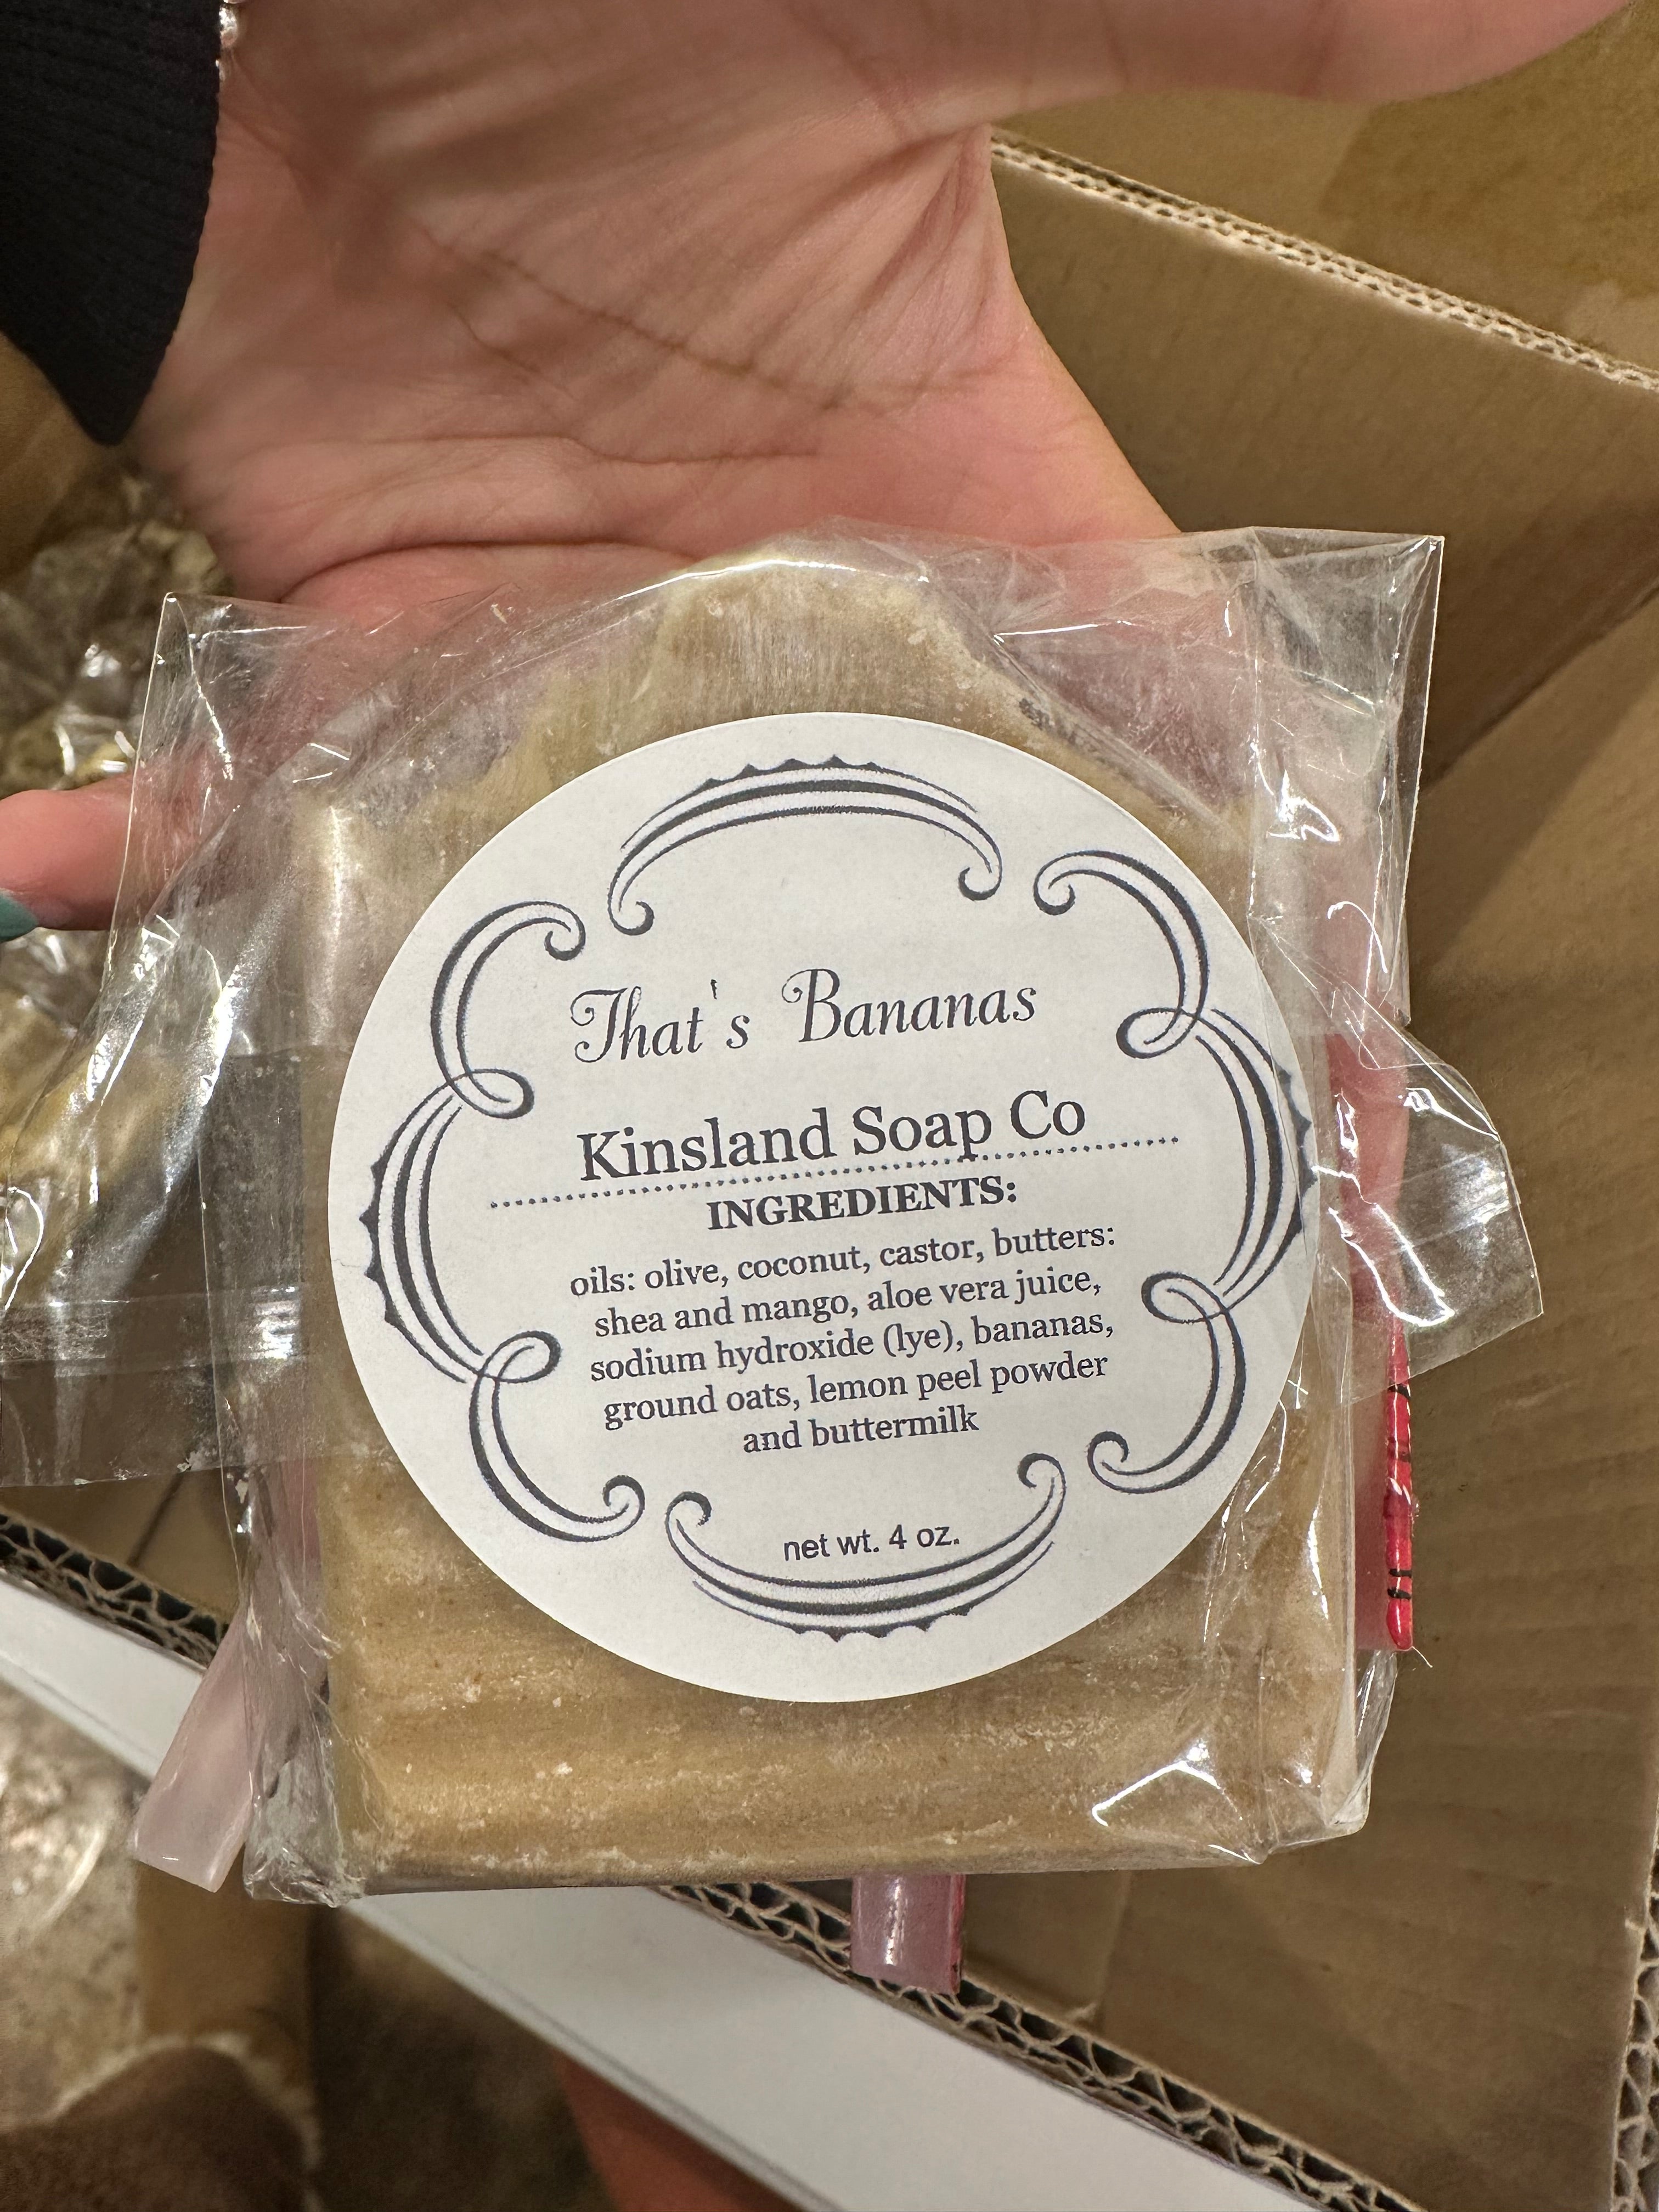 That's Bananas
Kinsland Soap Co
INGREDIENTS:
oils: olive, coconut, castor, butters:
shea and mango, aloe vera juice,
sodium hydroxide (lye), bananas,
ground oats, lemon peel powder
and buttermilk
net wt. 4 oz.